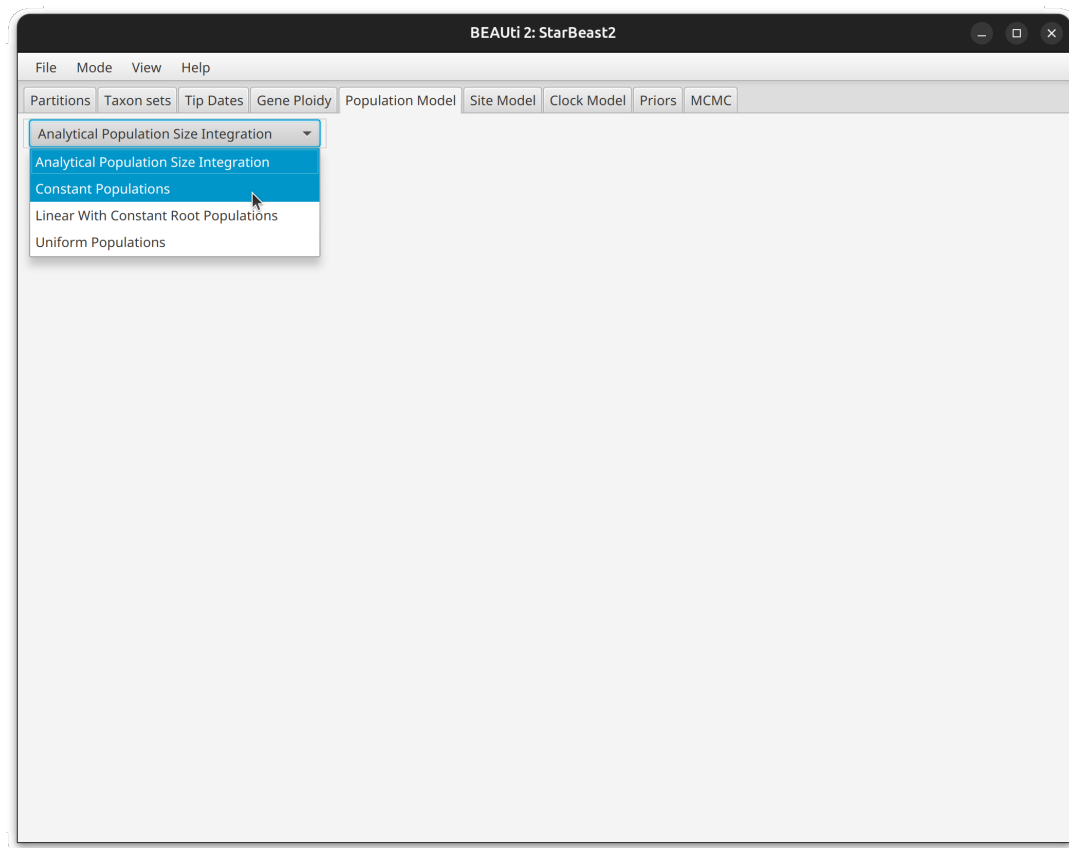 BEAUti 2: StarBeast2
File Mode View Help
Partitions Taxon sets Tip Dates Gene Ploidy Population Model Site Model Clock Model Priors MCMC
Analytical Population Size Integration
Analytical Population Size Integration
Constant Populations
Linear With Constant Root Populations
Uniform Populations